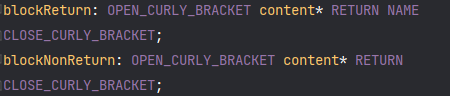 blockReturn: OPEN_CURLY_BRACKET content* RETURN NAME
CLOSE_CURLY_BRACKET;
blockNonReturn: OPEN_CURLY_BRACKET content* RETURN
CLOSE_CURLY_BRACKET;